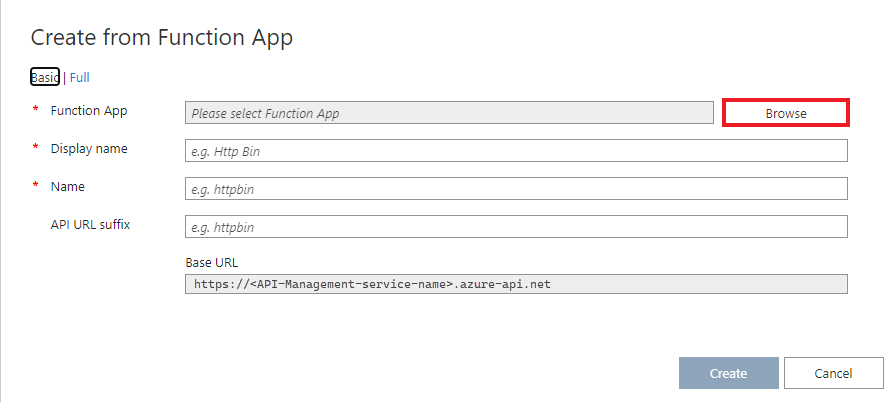 Create from Function App
Basic | Full
* Function App Please select Function App Browse
* Display name e.g. Http Bin
* Name e.g. httpbin
API URL suffix e.g. httpbin
Base URL
https://<API-Management-service-name>.azure-api.net
Create Cancel